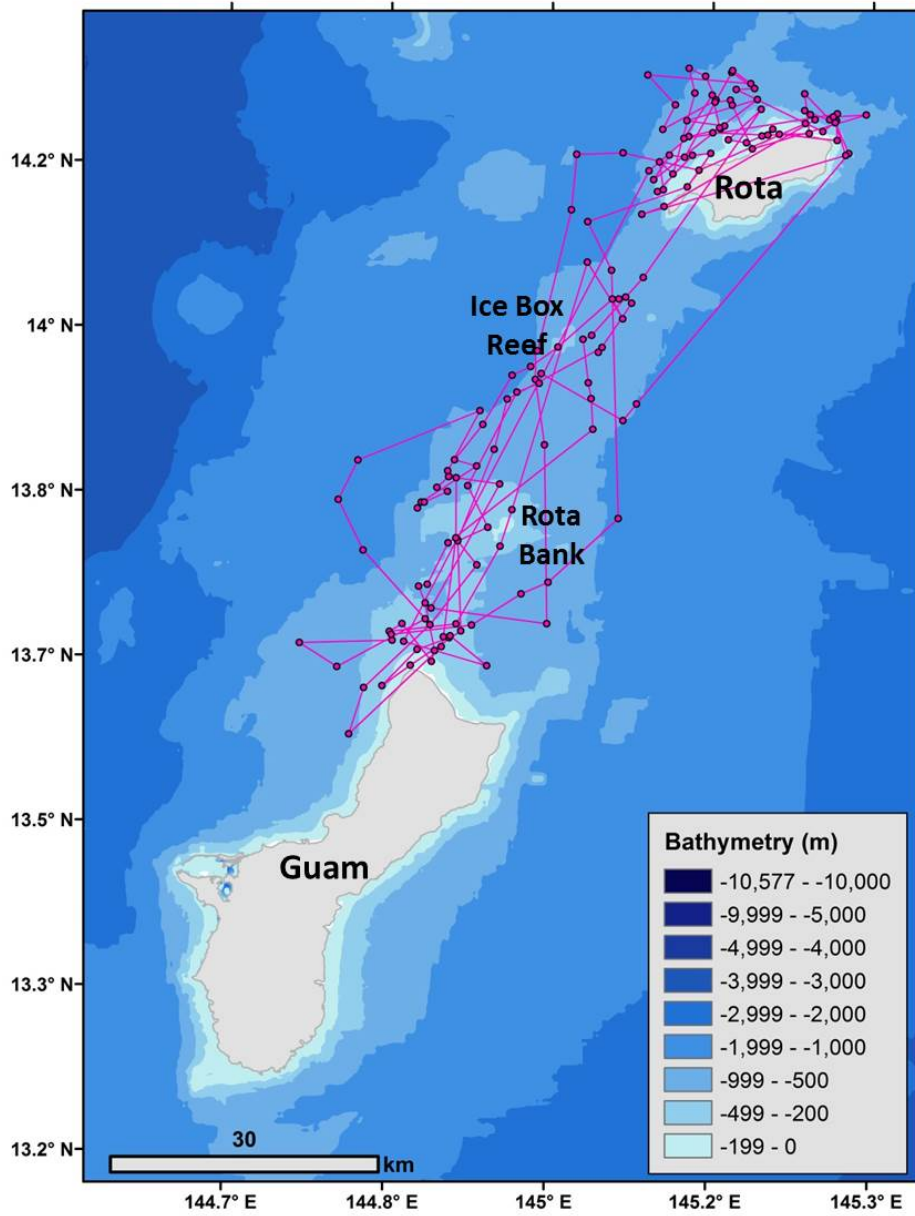 14.2° N
Rota
14° N
Ice Box
Reef
13.8° N
Rota
Bank
13.7° N
13.5° N
Guam
13.3° N
13.2° N
30
km
Bathymetry (m)
-10,577 - -10,000
-9,999 - -5,000
-4,999 - -4,000
-3,999 - -3,000
-2,999 - -2,000
-1,999 - -1,000
-999 - -500
-499 - -200
-199 - 0
144.7° E
144.8° E
145° E
145.2° E
145.3° E